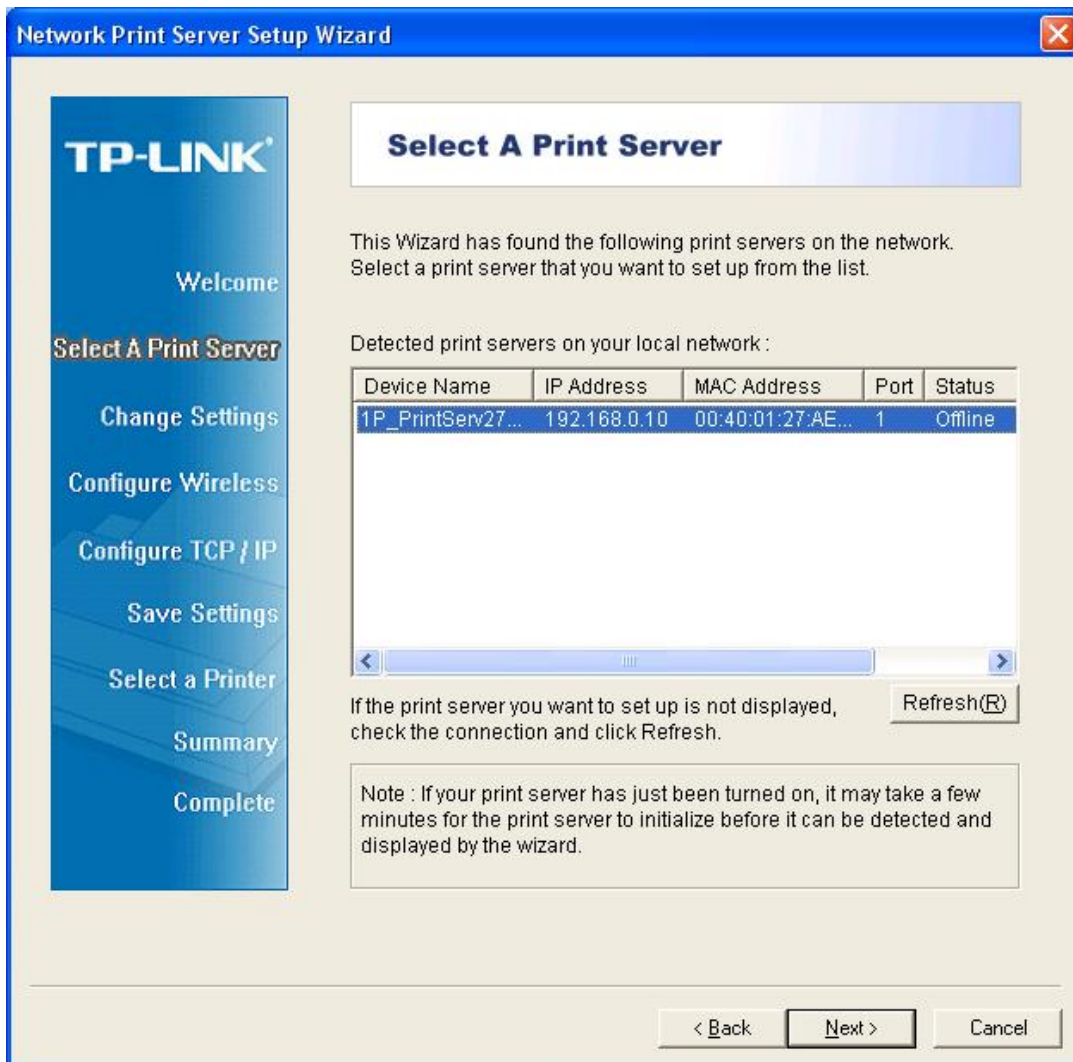 Network Print Server Setup Wizard
TP-LINK
Welcome
Select A Print Server
Change Settings
Configure Wireless
Configure TCP / IP
Save Settings
Select a Printer
Summary
Complete
Select A Print Server
This Wizard has found the following print servers on the network.
Select a print server that you want to set up from the list.
Detected print servers on your local network :
Device Name IP Address MAC Address Port Status
1P_PrintServ27... 192.168.0.10 00:40:01:27:AE... 1 Offline
If the print server you want to set up is not displayed,
check the connection and click Refresh.
Refresh(R)
Note : If your print server has just been turned on, it may take a few
minutes for the print server to initialize before it can be detected and
displayed by the wizard.
< Back Next > Cancel